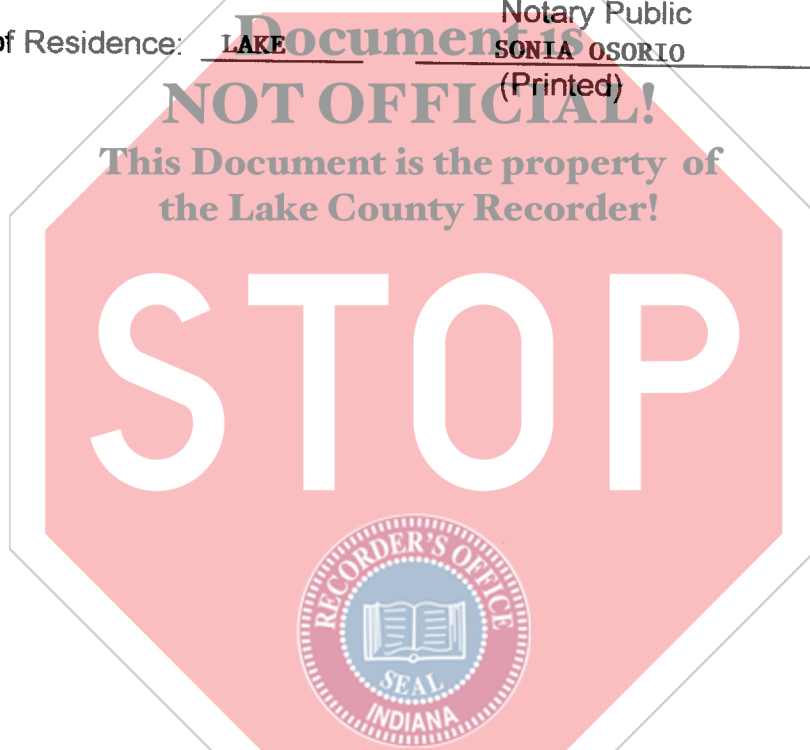 Notary Public
of Residence: LAKE SONIA OSORIO
(Printed)
Document is
NOT OFFICIAL!
This Document is the property of
the Lake County Recorder!
STOP
RECORDER'S OFFICE
SEAL
INDIANA